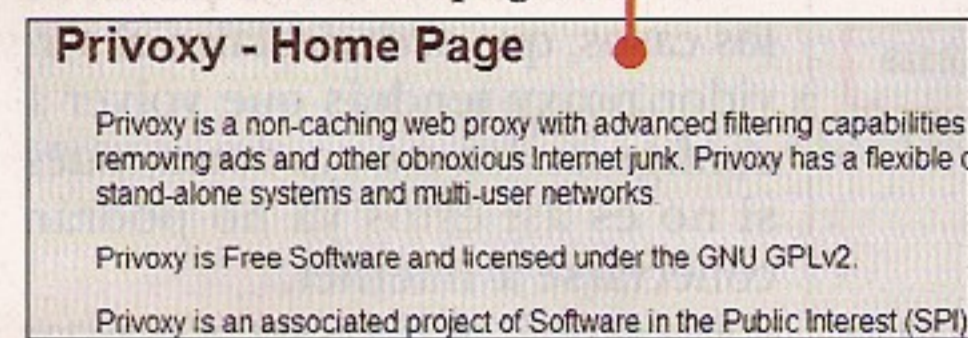 Privoxy - Home Page
Privoxy is a non-caching web proxy with advanced filtering capabilities
removing ads and other obnoxious Internet junk. Privoxy has a flexible
stand-alone systems and multi-user networks.
Privoxy is Free Software and licensed under the GNU GPLv2.
Privoxy is an associated project of Software in the Public Interest (SPI)